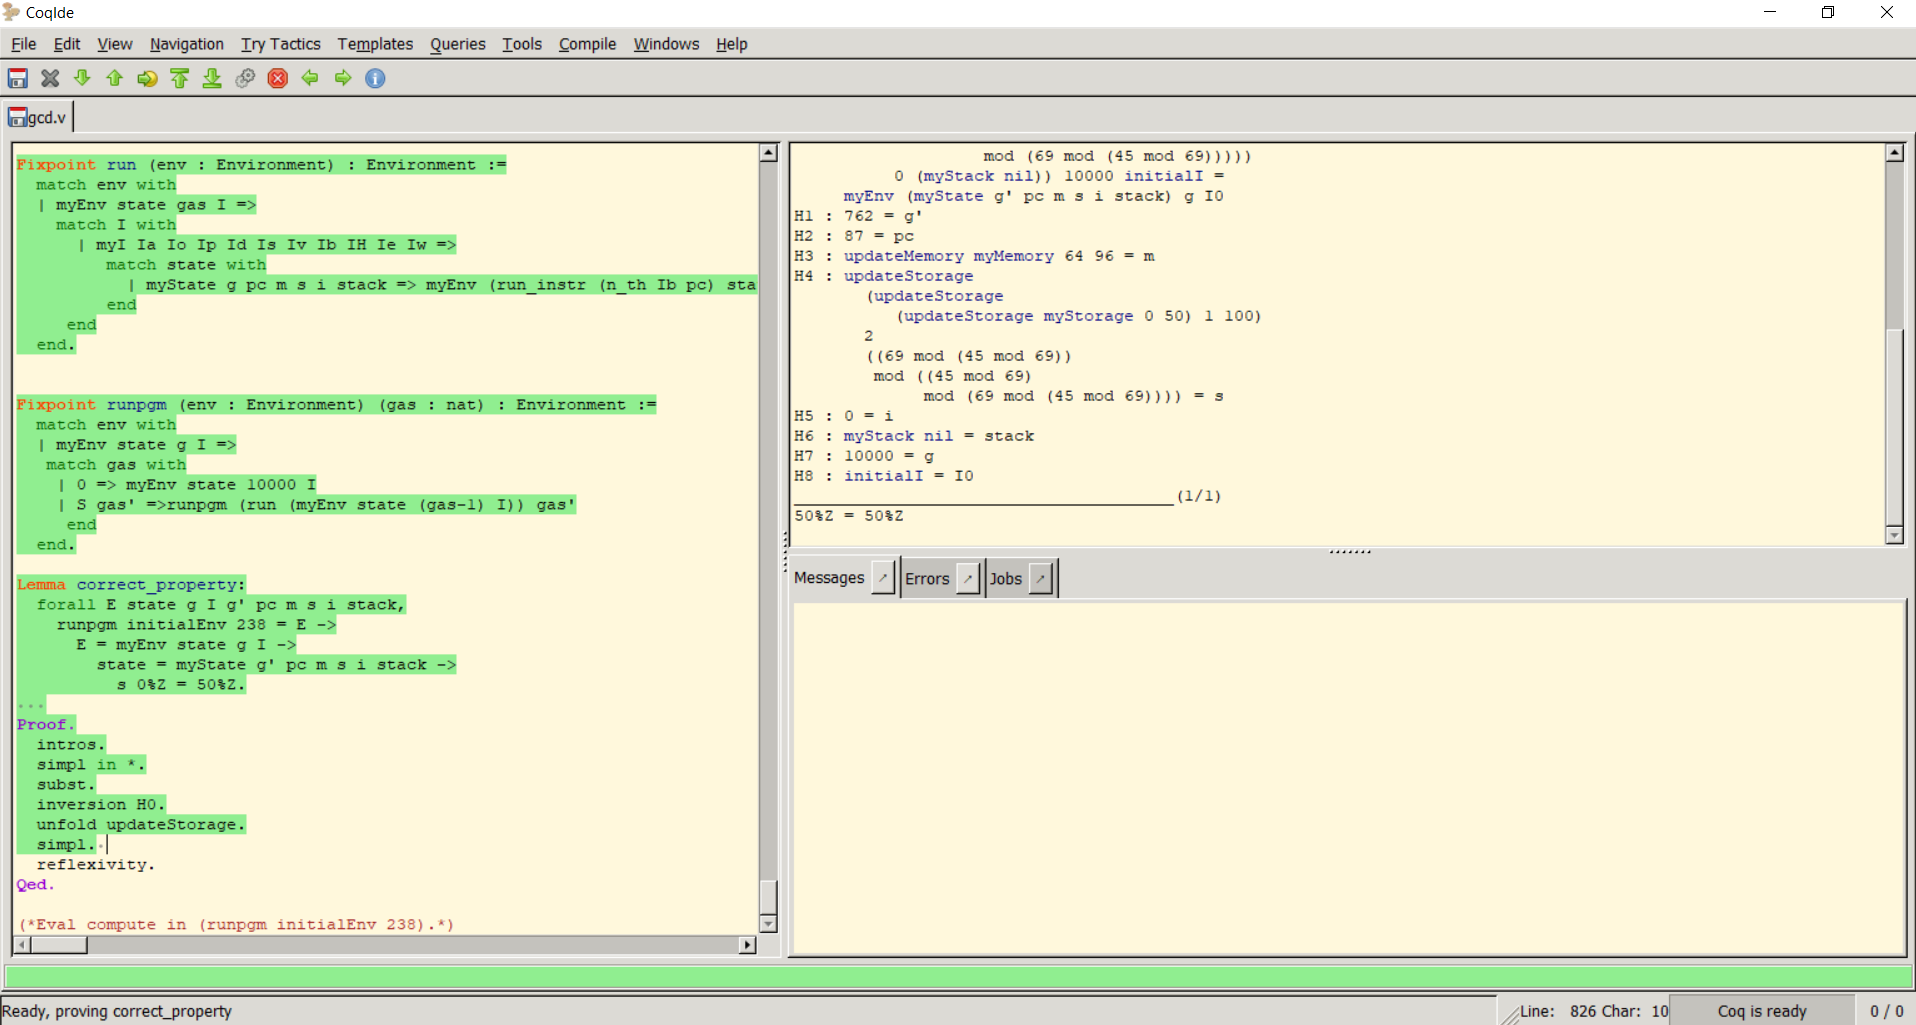 CoqIde
File Edit View Navigation Try Tactics Templates Queries Tools Compile Windows Help
gcd.v
Fixpoint run (env : Environment) : Environment :=
match env with
| myEnv state gas I =>
match I with
| myI Ia Io Ip Id Is Iv Ib IH Ie Iw =>
match state with
| myState g pc m s i stack => myEnv (run_instr (n_th Ib pc) sta
end
end
end.
Fixpoint runpgm (env : Environment) (gas : nat) : Environment :=
match env with
| myEnv state g I =>
match gas with
| 0 => myEnv state 10000 I
| S gas' =>runpgm (run (myEnv state (gas-1) I)) gas'
end
end.
Lemma correct_property:
forall E state g I g' pc m s i stack,
runpgm initialEnv 238 = E ->
E = myEnv state g I ->
state = myState g' pc m s i stack ->
s 0%Z = 50%Z.
...
Proof.
intros.
simpl in *.
subst.
inversion H0.
unfold updateStorage.
simpl.
reflexivity.
Qed.
(*Eval compute in (runpgm initialEnv 238).*)
mod (69 mod (45 mod 69)))))
0 (myStack nil)) 10000 initialI =
myEnv (myState g' pc m s i stack) g I0
H1 : 762 = g'
H2 : 87 = pc
H3 : updateMemory myMemory 64 96 = m
H4 : updateStorage
(updateStorage
(updateStorage myStorage 0 50) 1 100)
2
((69 mod (45 mod 69))
mod ((45 mod 69)
mod (69 mod (45 mod 69)))) = s
H5 : 0 = i
H6 : myStack nil = stack
H7 : 10000 = g
H8 : initialI = I0
(1/1)
50%Z = 50%Z
Messages Errors Jobs
Ready, proving correct_property
Line: 826 Char: 10 Coq is ready 0 / 0